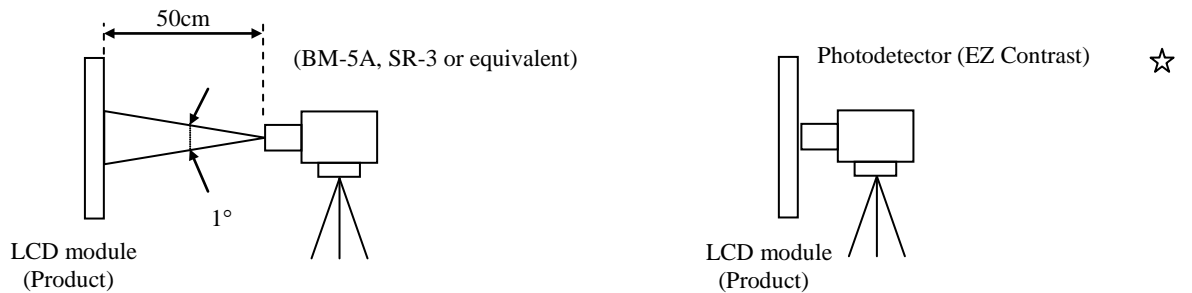 50cm
(BM-5A, SR-3 or equivalent)
1°
LCD module
(Product)
Photodetector (EZ Contrast)
LCD module
(Product)